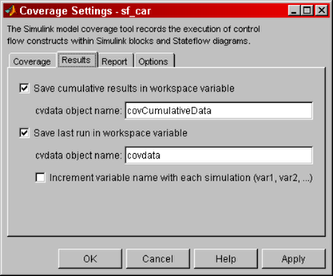 Coverage Settings - sf_car
The Simulink model coverage tool records the execution of control
flow constructs within Simulink blocks and Stateflow diagrams.
Coverage Results Report Options
Save cumulative results in workspace variable
cvdata object name: covCumulativeData
Save last run in workspace variable
cvdata object name: covdata
Increment variable name with each simulation (var1, var2, ...)
OK Cancel Help Apply